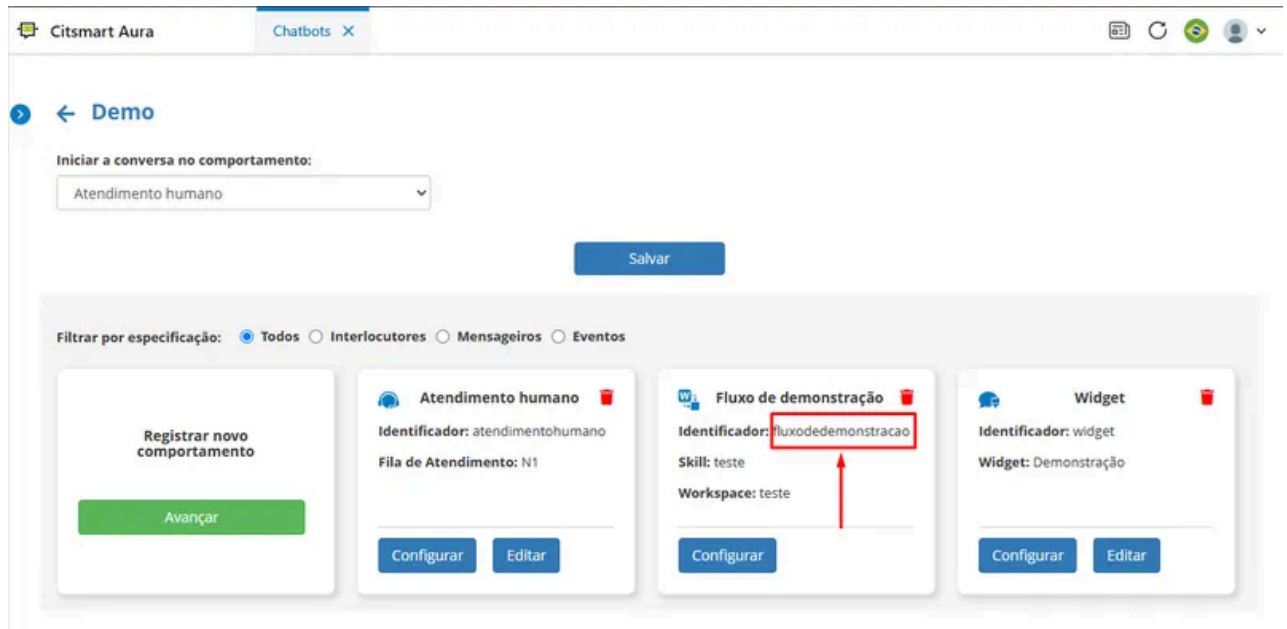 Citsmart Aura
Chatbots
Demo
Iniciar a conversa no comportamento:
Atendimento humano
Salvar
Filtrar por especificação: Todos Interlocutores Mensageiros Eventos
Registrar novo
comportamento
Avançar
Atendimento humano
Identificador: atendimentohumano
Fila de Atendimento: N1
Configurar Editar
Fluxo de demonstração
Identificador: fluxodedemonstracao
Skill: teste
Workspace: teste
Configurar
Widget
Identificador: widget
Widget: Demonstração
Configurar Editar